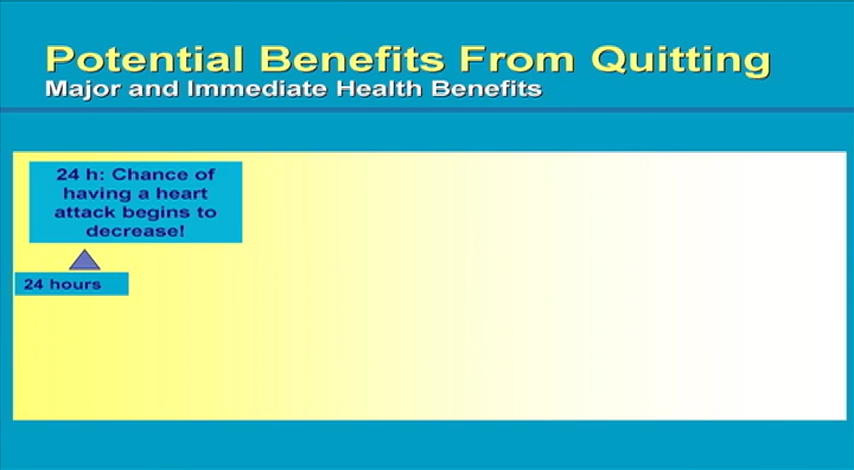 Potential Benefits From Quitting
Major and Immediate Health Benefits
24 h: Chance of
having a heart
attack begins to
decrease!
24 hours